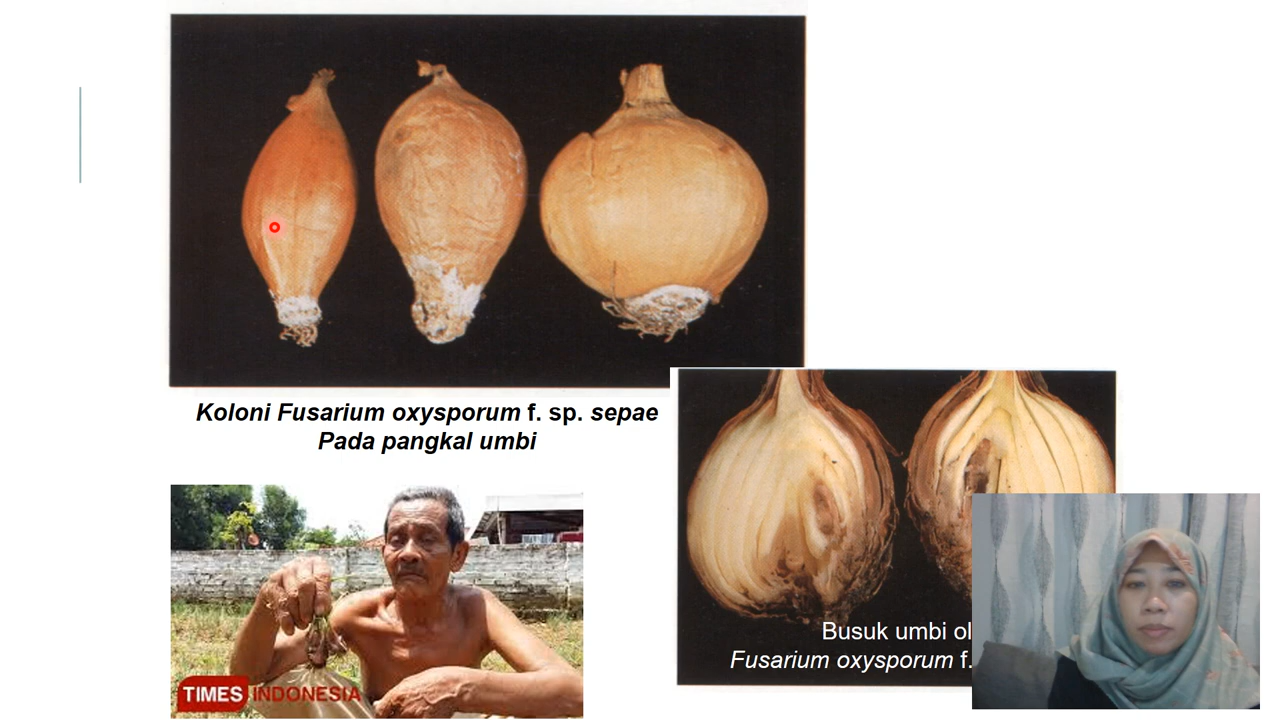 Koloni Fusarium oxysporum f. sp. sepae
Pada pangkal umbi
Busuk umbi ol
Fusarium oxysporum f.
TIMES INDONESIA